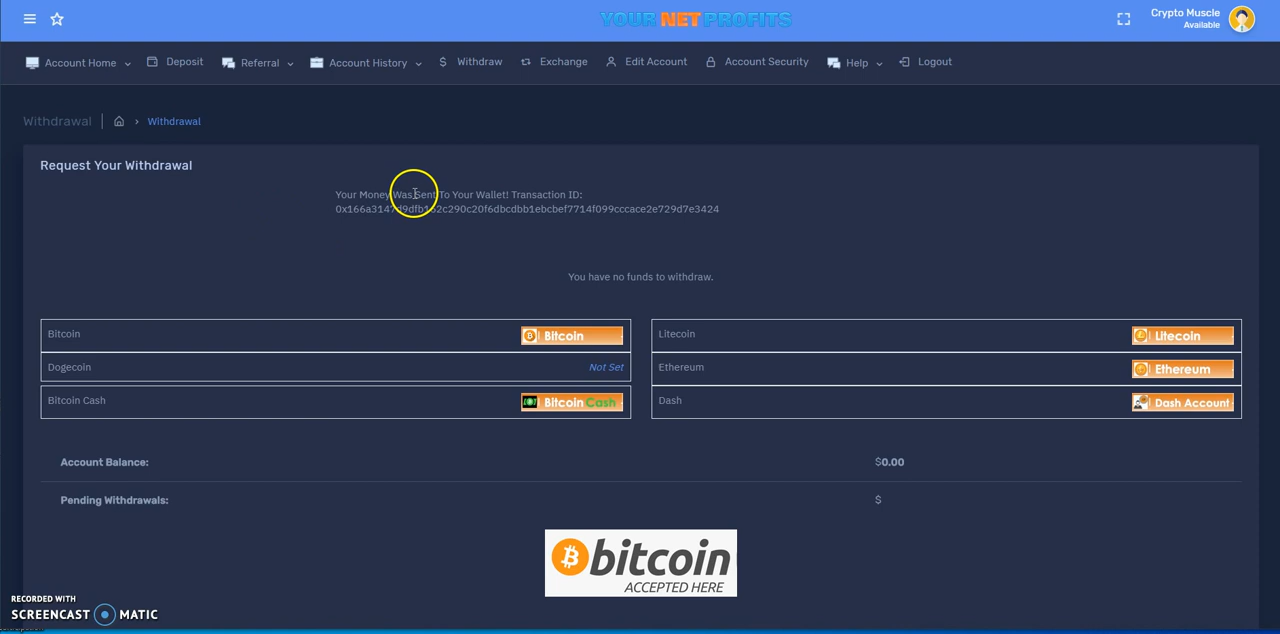 YOUR NET PROFITS
Crypto Muscle
Available
Account Home
Deposit
Referral
Account History
$ Withdraw
Exchange
Edit Account
Account Security
Help
Logout
Withdrawal
Withdrawal
Request Your Withdrawal
Your Money Was Sent To Your Wallet! Transaction ID:
You have no funds to withdraw.
Bitcoin
Bitcoin
Litecoin
Litecoin
Dogecoin
Not Set
Ethereum
Ethereum
Bitcoin Cash
Bitcoin Cash
Dash
Dash Account
Account Balance:
$0.00
Pending Withdrawals:
$
bitcoin
ACCEPTED HERE
RECORDED WITH
SCREENCAST MATIC